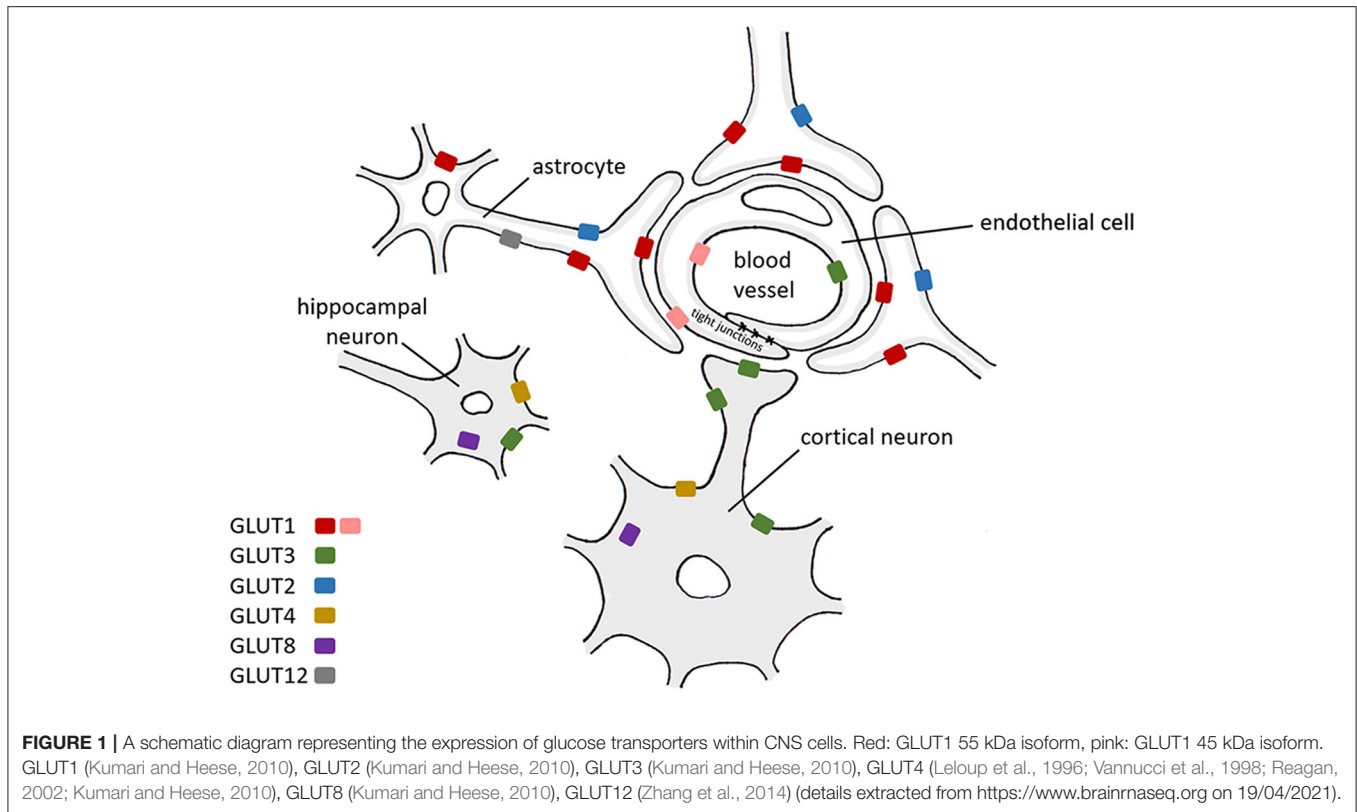 astrocyte
endothelial cell
blood
vessel
tight junctions
hippocampal
neuron
cortical neuron
GLUT1
GLUT3
GLUT2
GLUT4
GLUT8
GLUT12
FIGURE 1 | A schematic diagram representing the expression of glucose transporters within CNS cells. Red: GLUT1 55 kDa isoform, pink: GLUT1 45 kDa isoform.
GLUT1 (Kumari and Heese, 2010), GLUT2 (Kumari and Heese, 2010), GLUT3 (Kumari and Heese, 2010), GLUT4 (Leloup et al., 1996; Vannucci et al., 1998; Reagan,
2002; Kumari and Heese, 2010), GLUT8 (Kumari and Heese, 2010), GLUT12 (Zhang et al., 2014) (details extracted from https://www.brainrnaseq.org on 19/04/2021).